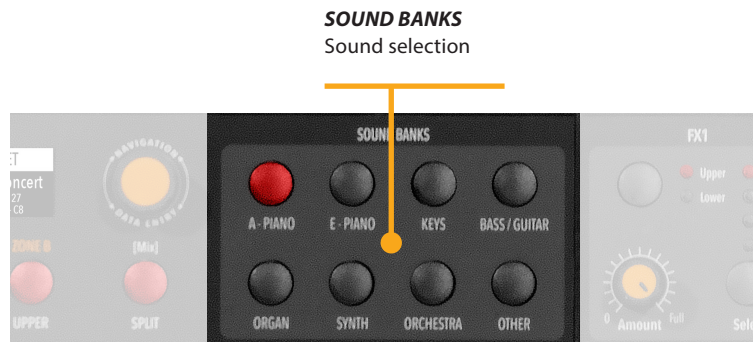 SOUND BANKS
Sound selection
SOUND BANKS
FX1
NAVIGATION
DATA ENTRY
ET
oncert
27
- C8
A - PIANO
E - PIANO
KEYS
BASS / GUITAR
Upper
Lower
ZONE B
[Mix]
UPPER
SPLIT
ORGAN
SYNTH
ORCHESTRA
OTHER
0
Amount
Full
Sele